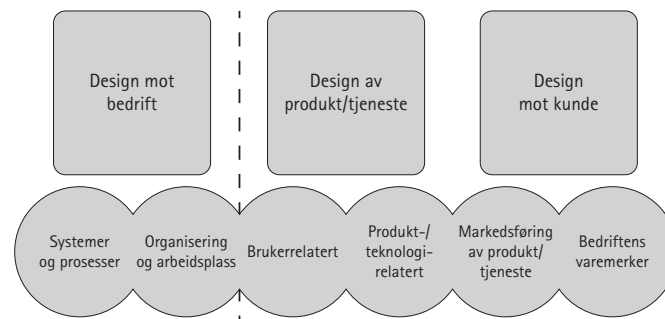 Design mot
bedrift
Design av
produkt/tjeneste
Design
mot kunde
Systemer
og prosesser
Organisering
og arbeidsplass
Brukerrelatert
Produkt-/
teknologi-
relatert
Markedsføring
av produkt/
tjeneste
Bedriftens
varemerker